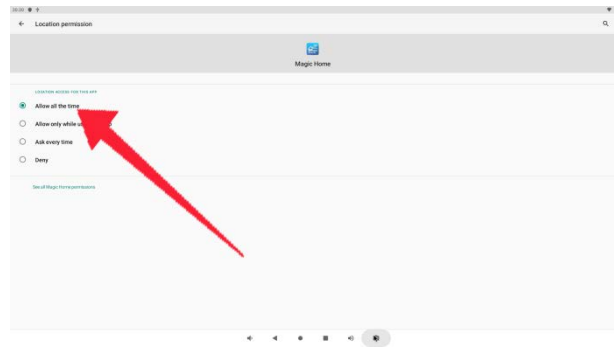 Location permission
Magic Home
LOCATION ACCESS FOR THIS APP
Allow all the time
Allow only while
Ask every time
Deny
See all Magic Home permissions